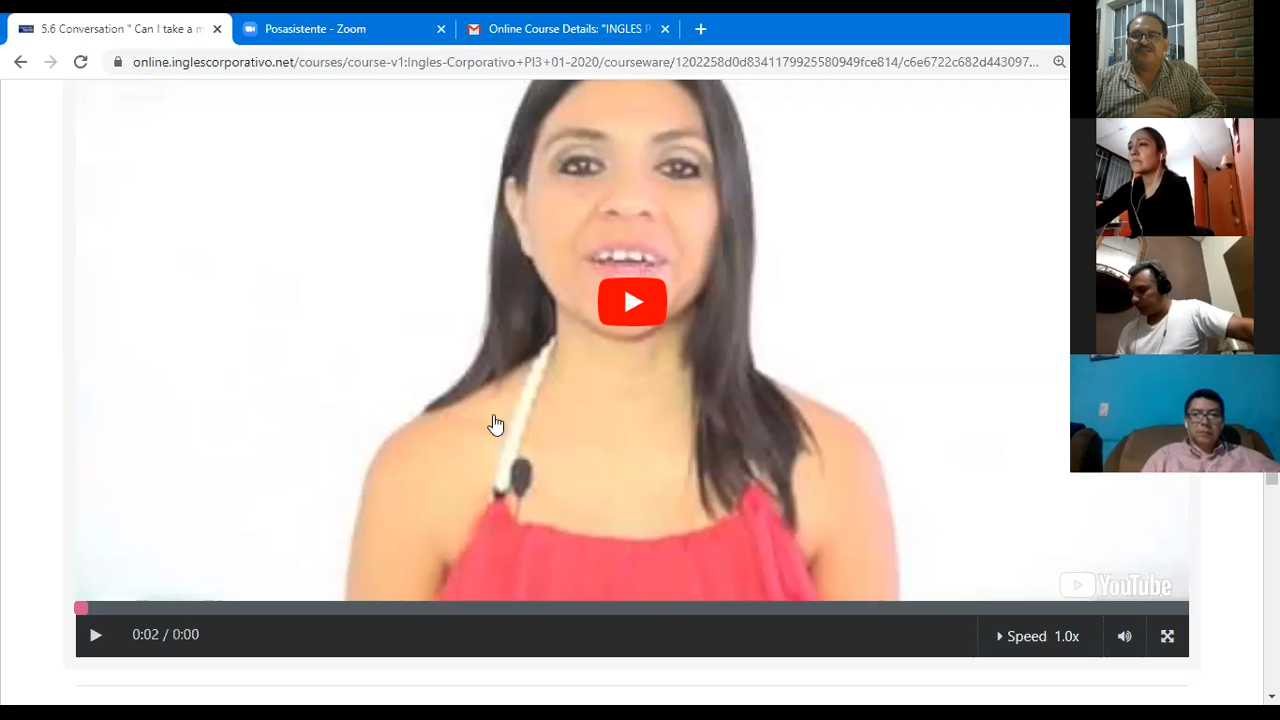 5.6 Conversation " Can I take a m
Posasistente - Zoom
Online Course Details: "INGLES P
online.inglescorporativo.net/courses/course-v1:Ingles-Corporativo+PI3+01-2020/courseware/1202258d0d8341179925580949fce814/c6e6722c682d443097...
YouTube
0:02 / 0:00
Speed 1.0x